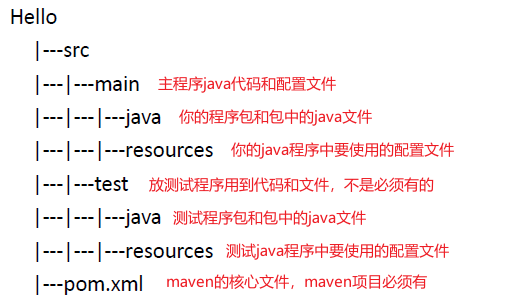 Hello
|---src
|---|---main 主程序java代码和配置文件
|---|---|---java 你的程序包和包中的java文件
|---|---|---resources 你的java程序中要使用的配置文件
|---|---test 放测试程序用到代码和文件，不是必须有的
|---|---|---java 测试程序包和包中的java文件
|---|---|---resources 测试java程序中要使用的配置文件
|---pom.xml maven的核心文件，maven项目必须有